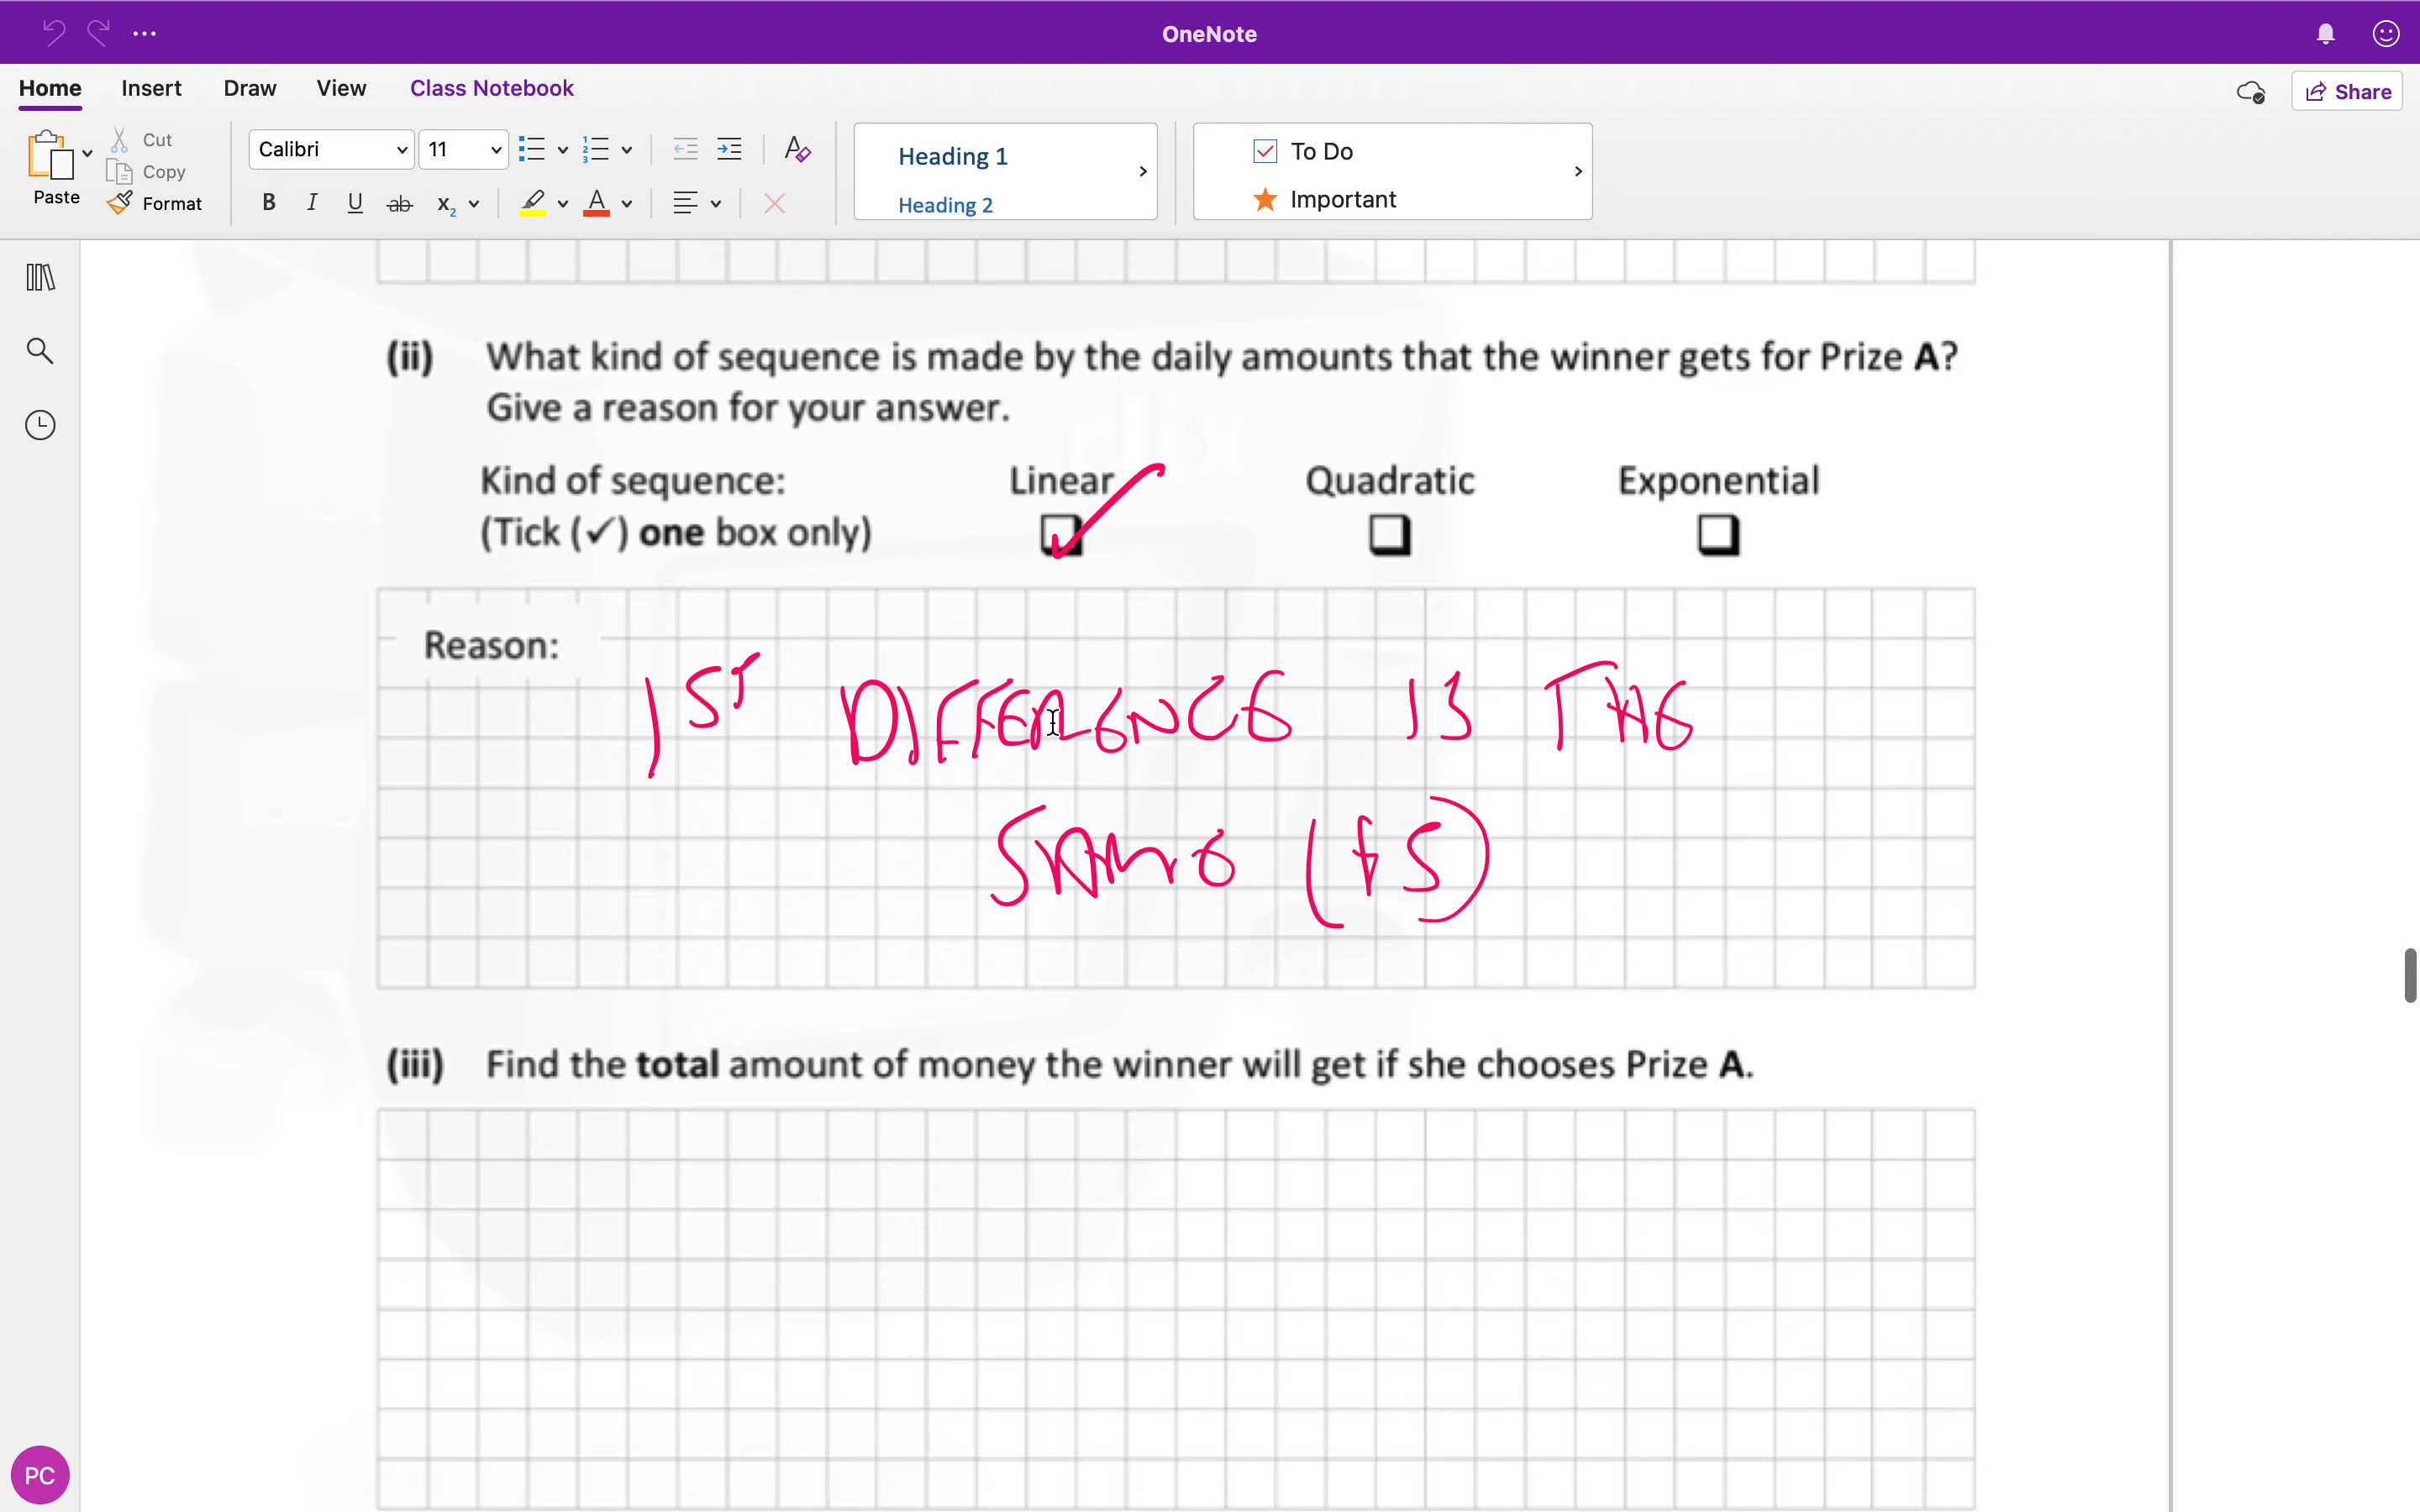 OneNote
Home Insert Draw View Class Notebook Share
Paste Cut Copy Format
Calibri 11
B I U ab x₂ A
Heading 1
Heading 2
To Do
Important
(ii) What kind of sequence is made by the daily amounts that the winner gets for Prize A?
Give a reason for your answer.
Kind of sequence: Linear Quadratic Exponential
(Tick (✓) one box only)
Reason:
1ST DIFFERENCE IS THE
SAME (+5)
(iii) Find the total amount of money the winner will get if she chooses Prize A.
PC